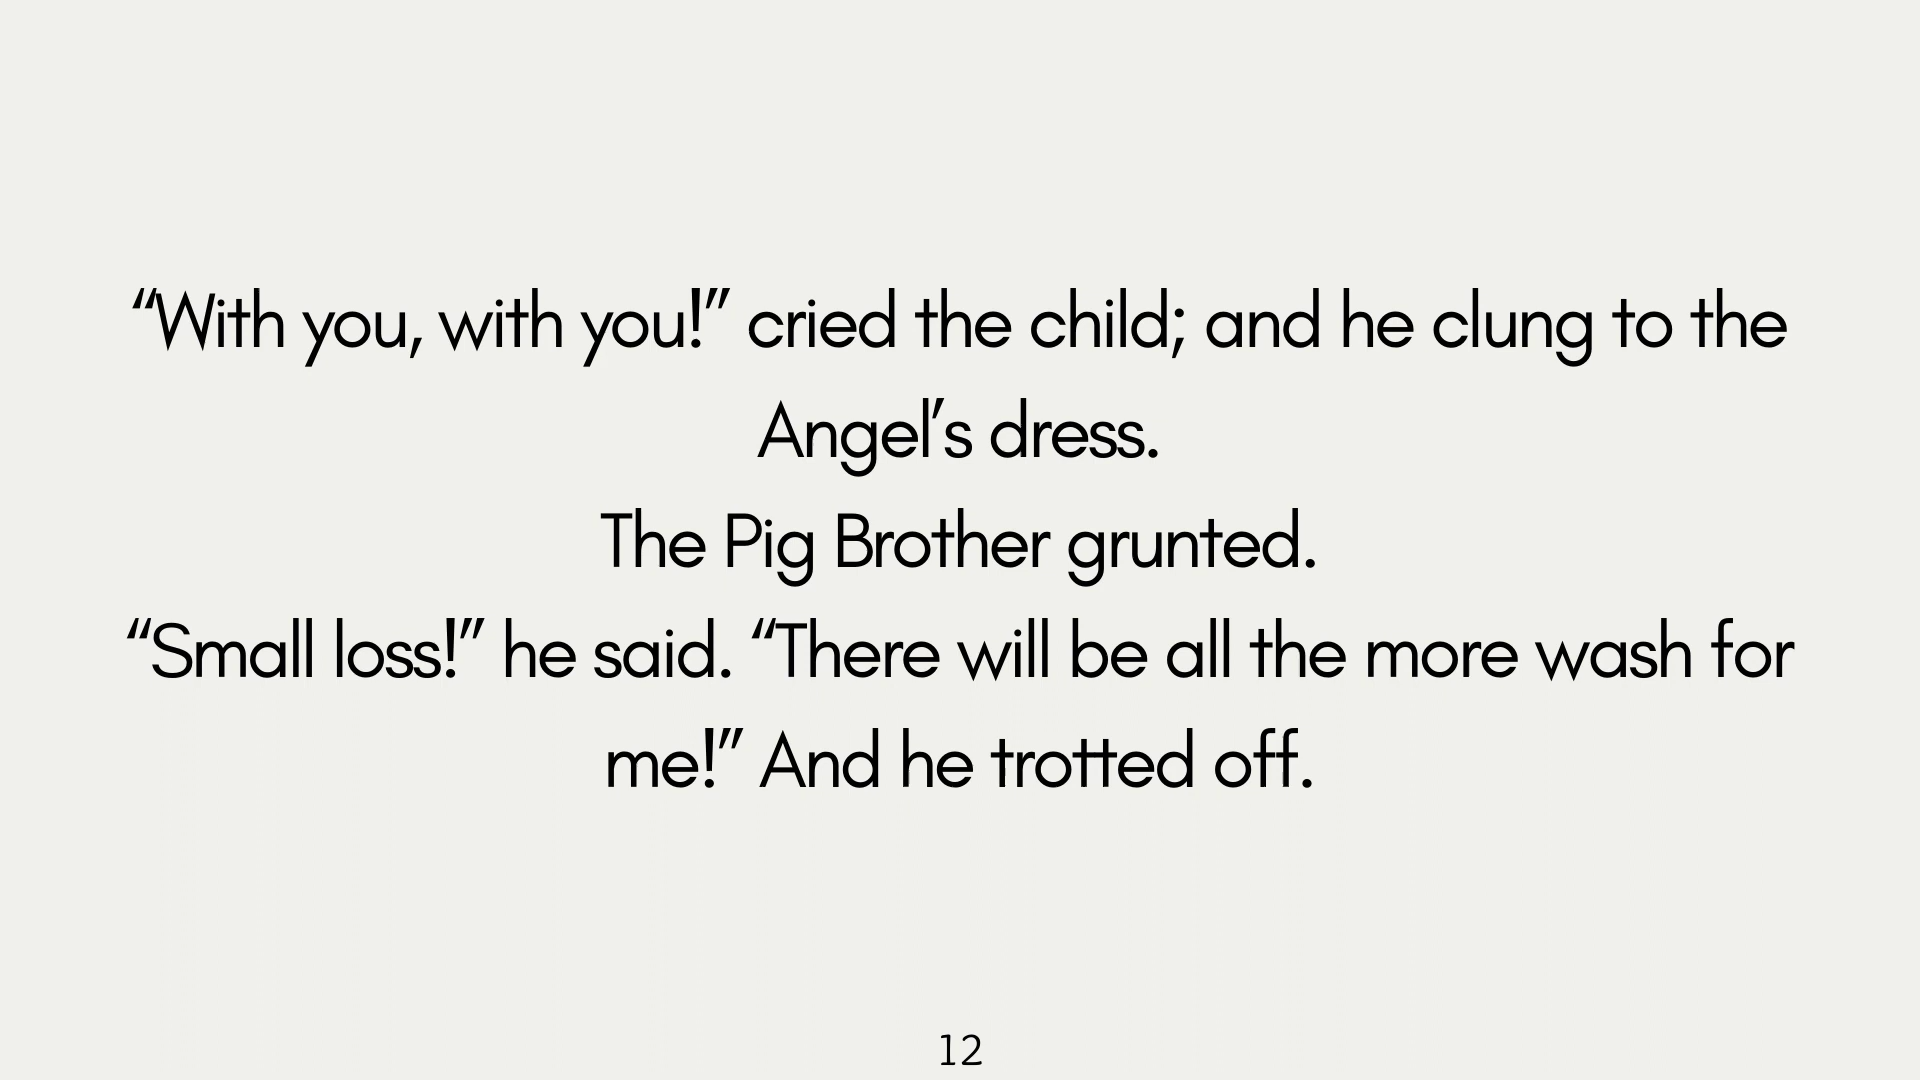 “With you, with you!” cried the child; and he clung to the
Angel’s dress.
The Pig Brother grunted.
“Small loss!” he said. “There will be all the more wash for
me!” And he trotted off.
12